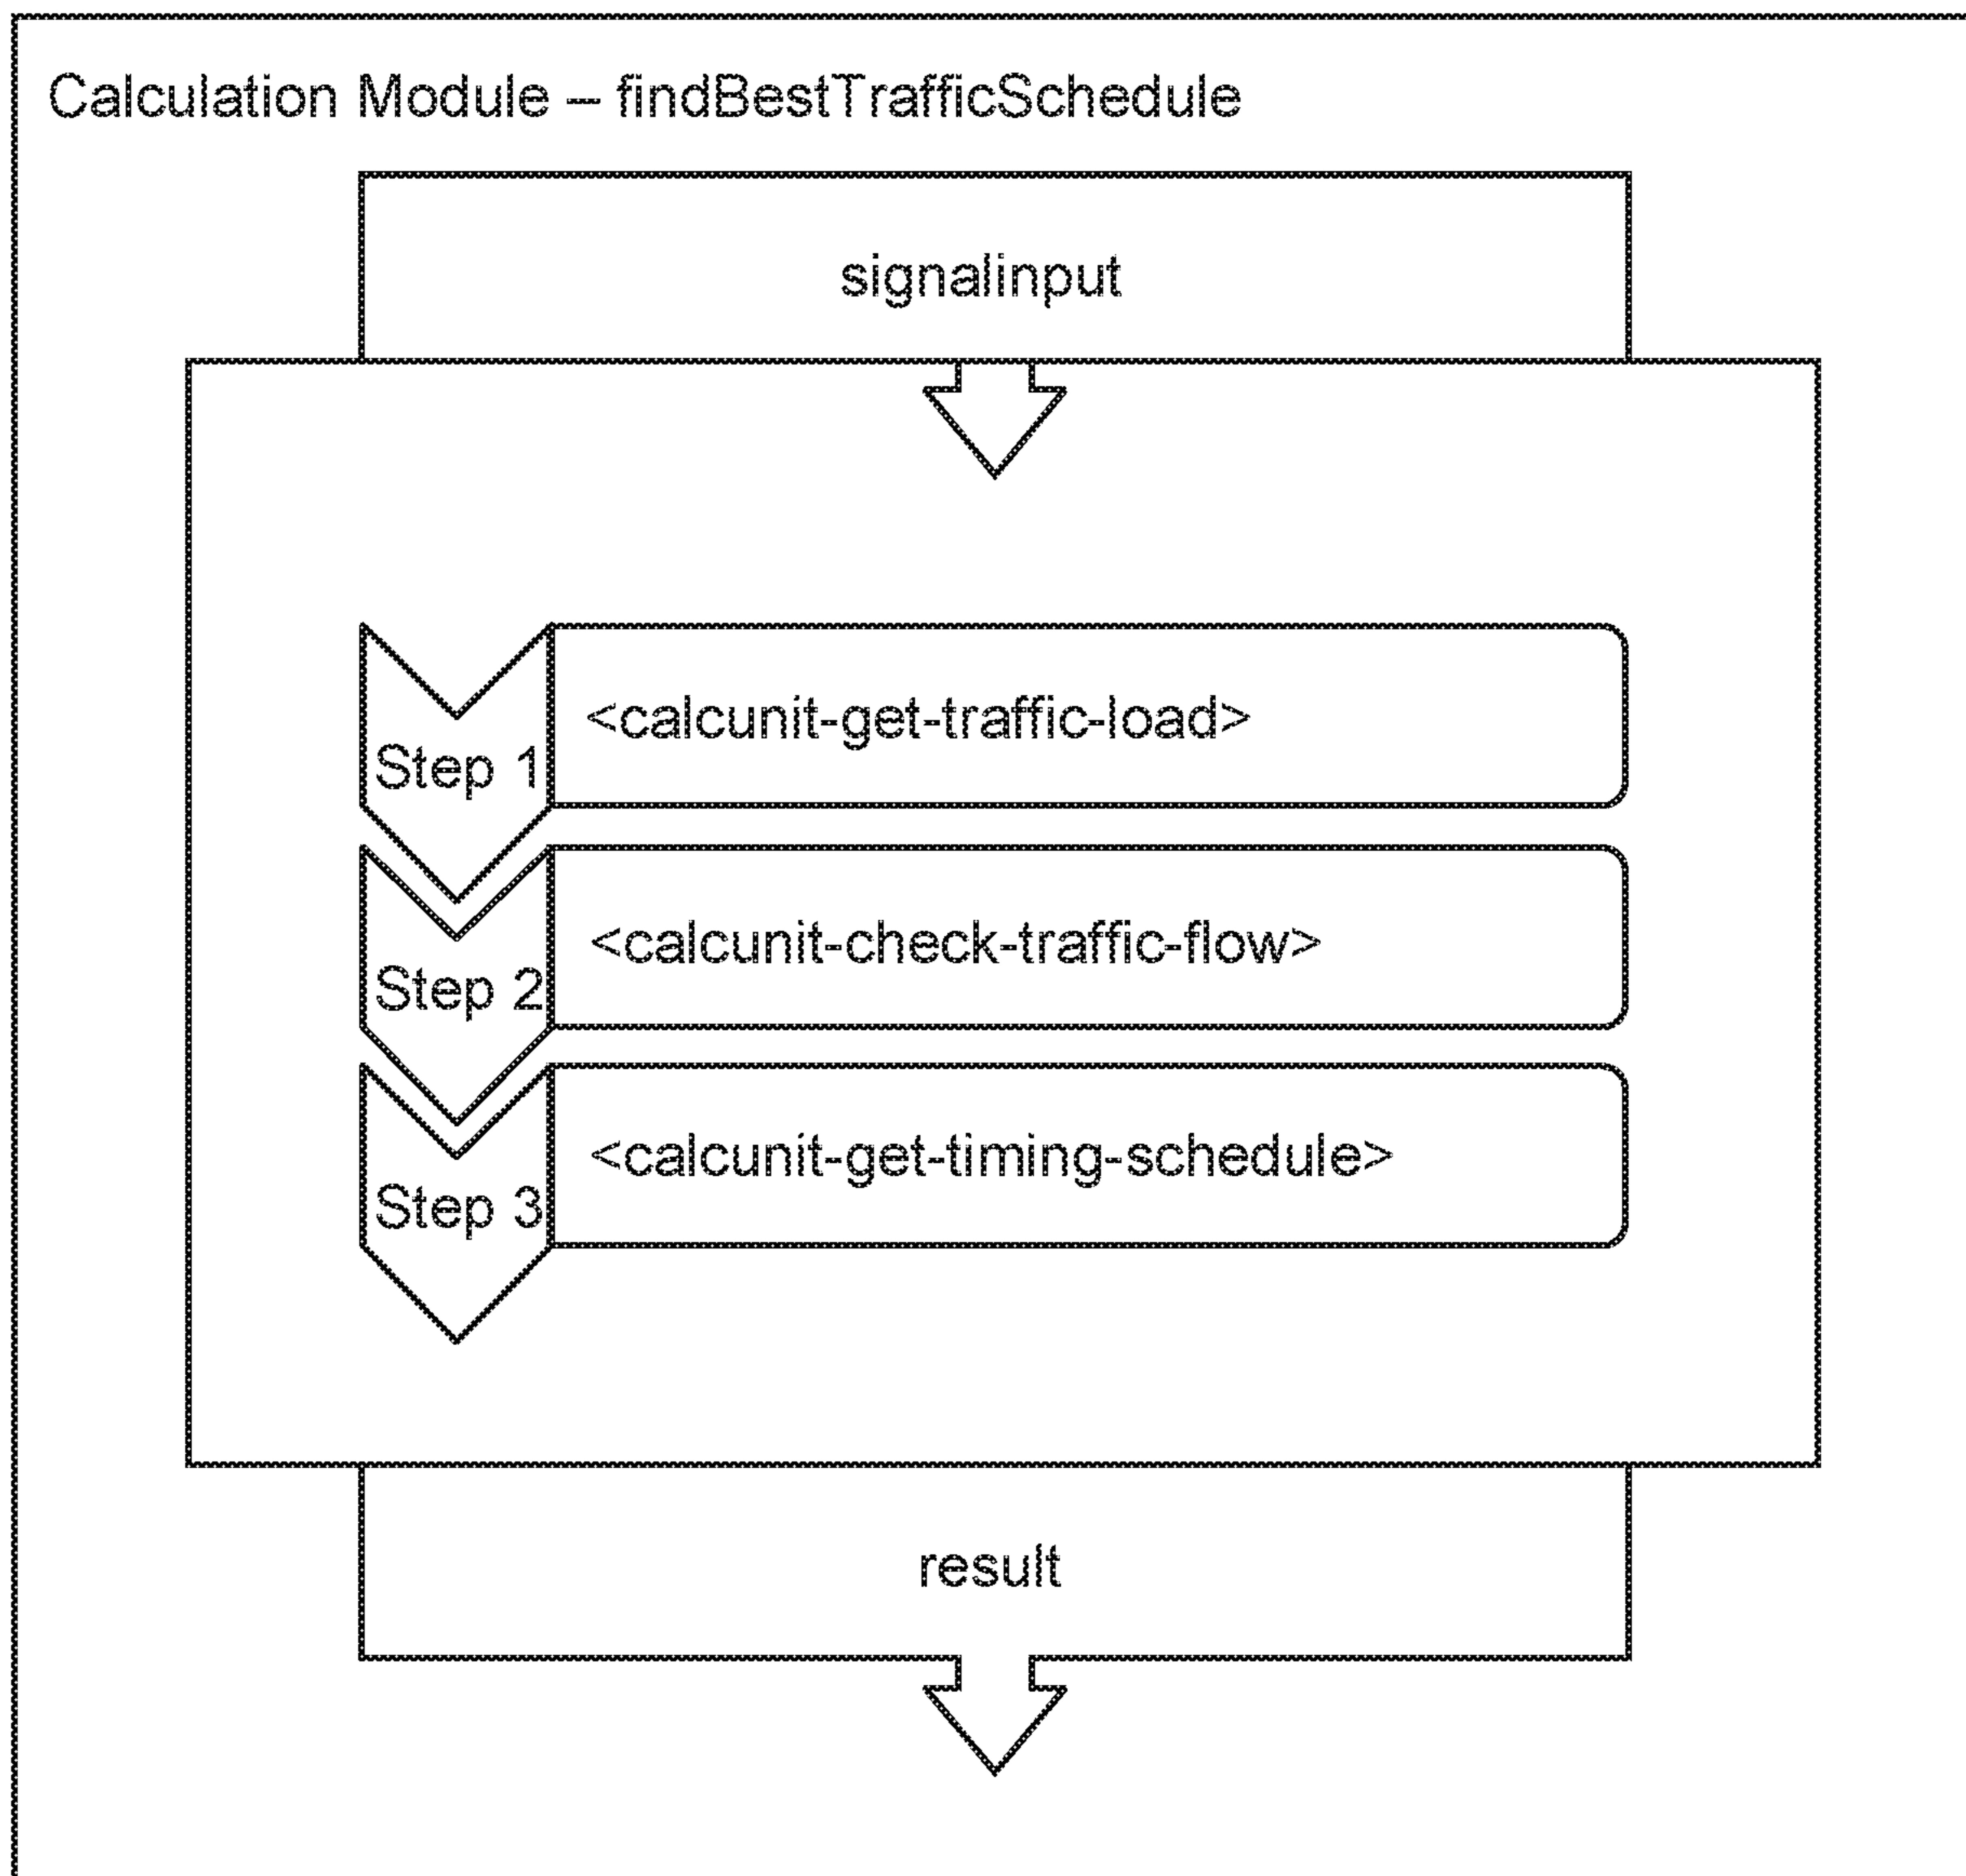 Calculation Module – findBestTrafficSchedule
signalinput
<calcunit-get-traffic-load>
Step 1
<calcunit-check-traffic-flow>
Step 2
<calcunit-get-timing-schedule>
Step 3
result